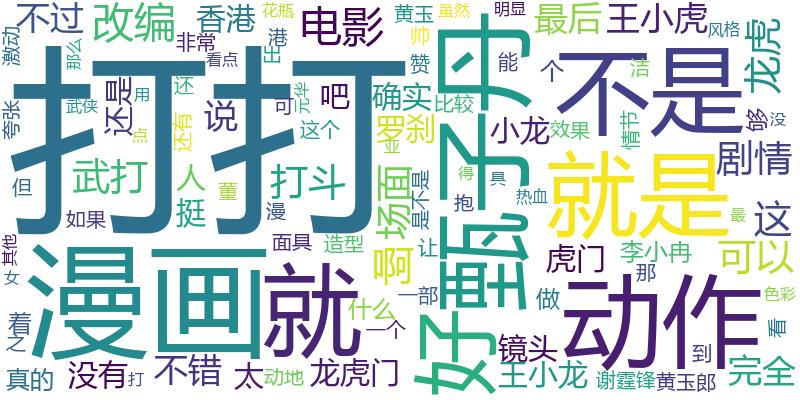 不过
改编
香港
花瓶
电影
黄玉
虽然
明显
最后
王小虎
激动
那么
非常
港
看点
帅
赞
能
个
风格
龙虎
打打
甄子丹
不是
夸张
武侠
还是
用
还
出
说
可
元华
吧
确实
比较
洁
够
没
点
还有
这个
罗刹
小龙
效果
情节
剧情
但
武打
人
董
打斗
场面
是不是
亚
得
具
热血
就是
最
这
如果
挺
漫
抱
其他
面具
造型
啊
让
虎门
李小冉
那
可以
女
漫画
就
什么
一部
做
动作
色彩
着
之
一个
好
镜头
看
到
真的
没有
打
不错
太
动地
龙虎门
王小龙
谢霆锋
黄玉郎
完全